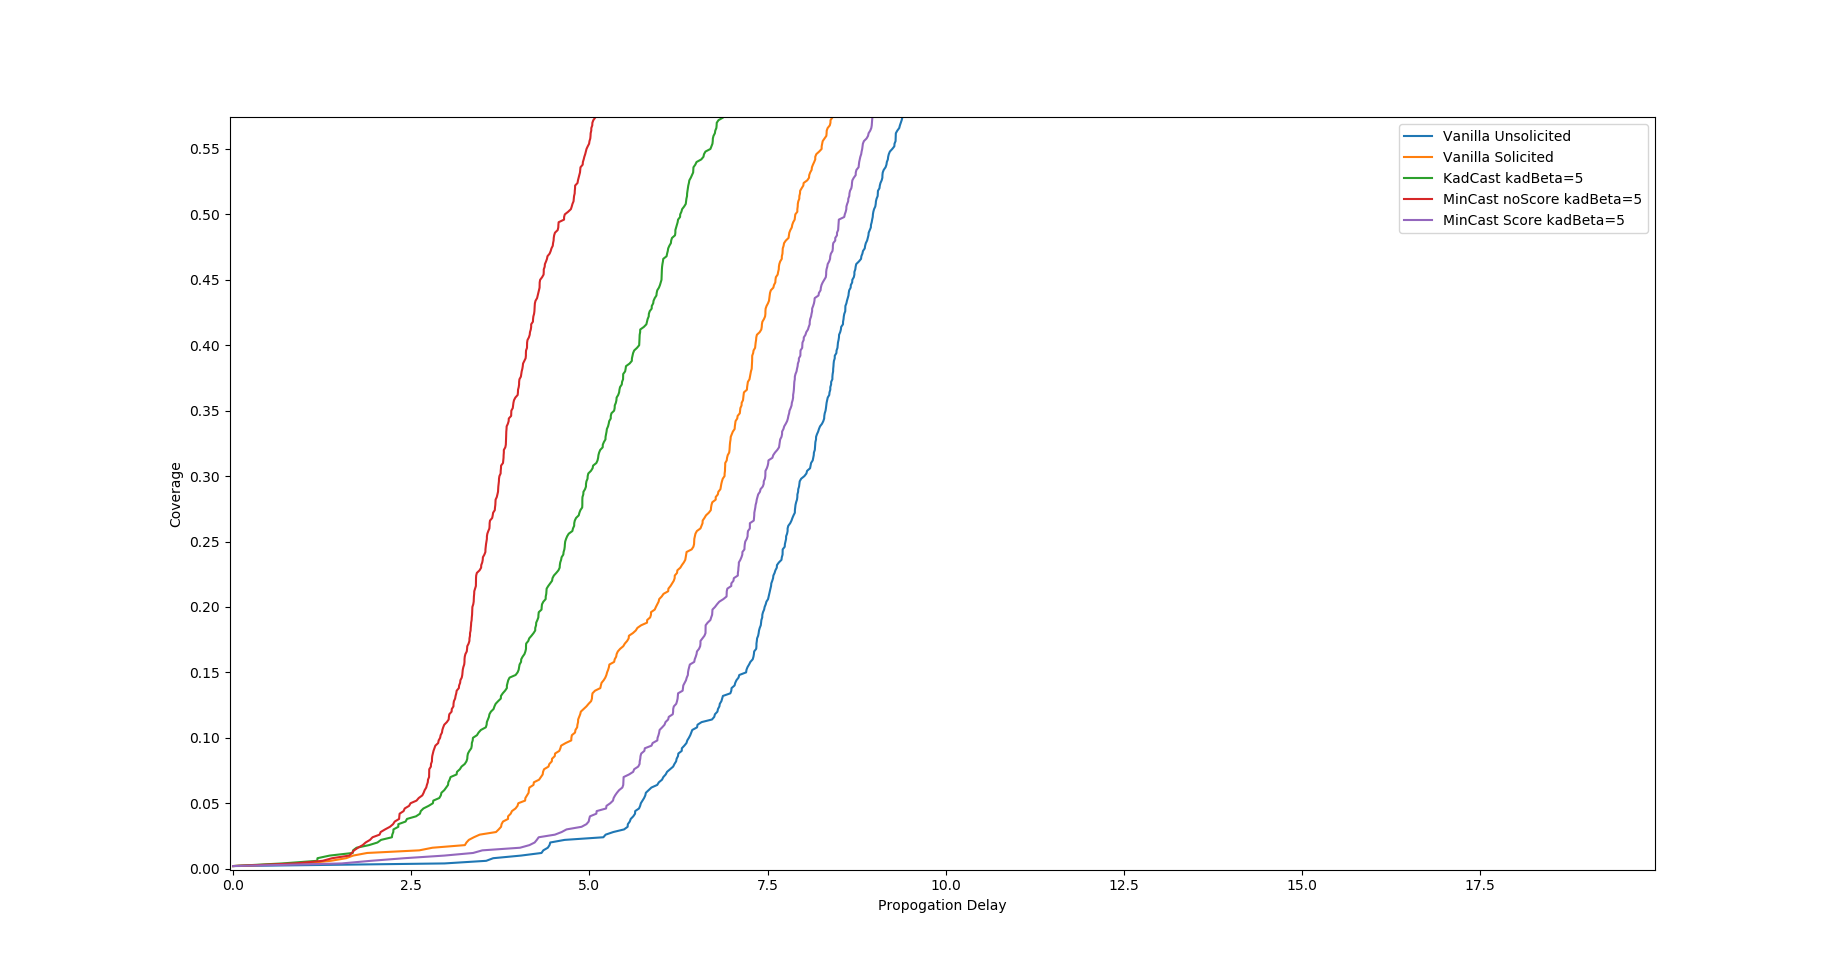 Vanilla Unsolicited
Vanilla Solicited
KadCast kadBeta=5
MinCast noScore kadBeta=5
MinCast Score kadBeta=5
0.55
0.50
0.45
0.40
0.35
0.30
0.25
0.20
0.15
0.10
0.05
0.00
Coverage
0.0 2.5 5.0 7.5 10.0 12.5 15.0 17.5
Propogation Delay